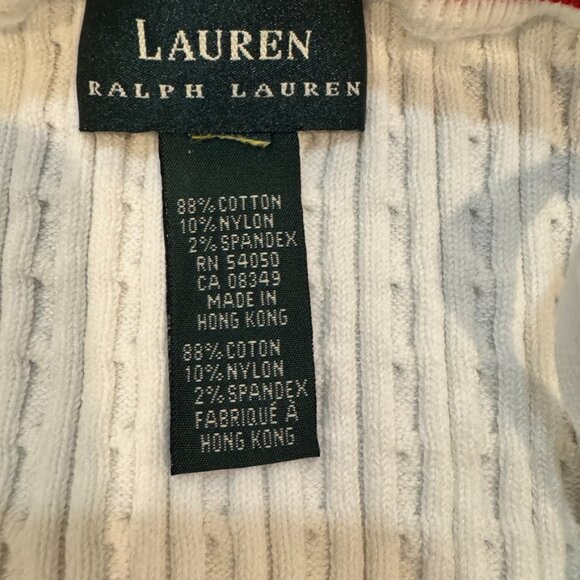 LAUREN
RALPH LAUREN
88% COTTON
10% NYLON
2% SPANDEX
RN 54050
CA 08349
MADE IN
HONG KONG
88% COTON
10% NYLON
2% SPANDEX
FABRIQUÉ À
HONG KONG